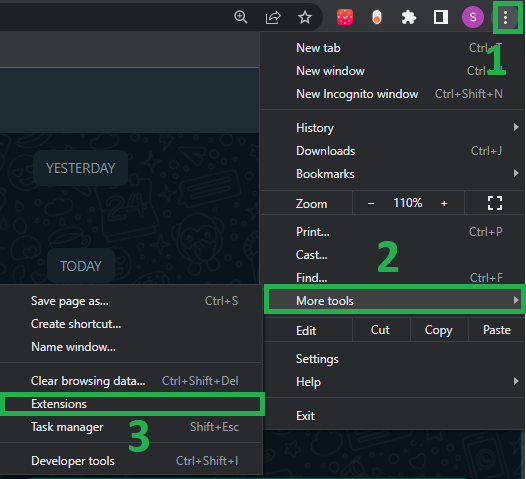 S
1
New tab Ctrl+T
New window
New Incognito window Ctrl+Shift+N
History
Downloads Ctrl+J
Bookmarks
YESTERDAY
Zoom − 110% +
Print... Ctrl+P
Cast...
2
Find... Ctrl+F
TODAY
More tools
Edit Cut Copy Paste
Settings
Help
Exit
Save page as... Ctrl+S
Create shortcut...
Name window...
Clear browsing data... Ctrl+Shift+Del
Extensions
Task manager Shift+Esc
3
Developer tools Ctrl+Shift+I